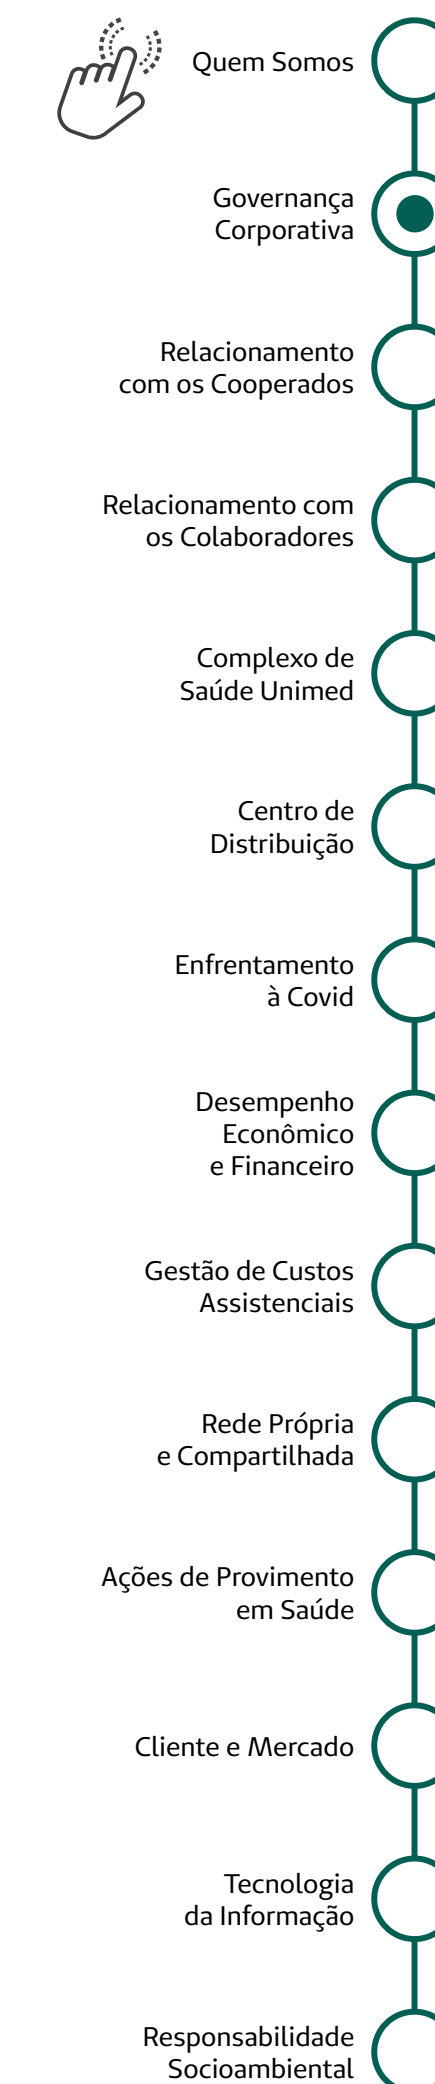 Quem Somos
Governança
Corporativa
Relacionamento
com os Cooperados
Relacionamento com
os Colaboradores
Complexo de
Saúde Unimed
Centro de
Distribuição
Enfrentamento
à Covid
Desempenho
Econômico
e Financeiro
Gestão de Custos
Assistenciais
Rede Própria
e Compartilhada
Ações de Provimento
em Saúde
Cliente e Mercado
Tecnologia
da Informação
Responsabilidade
Socioambiental